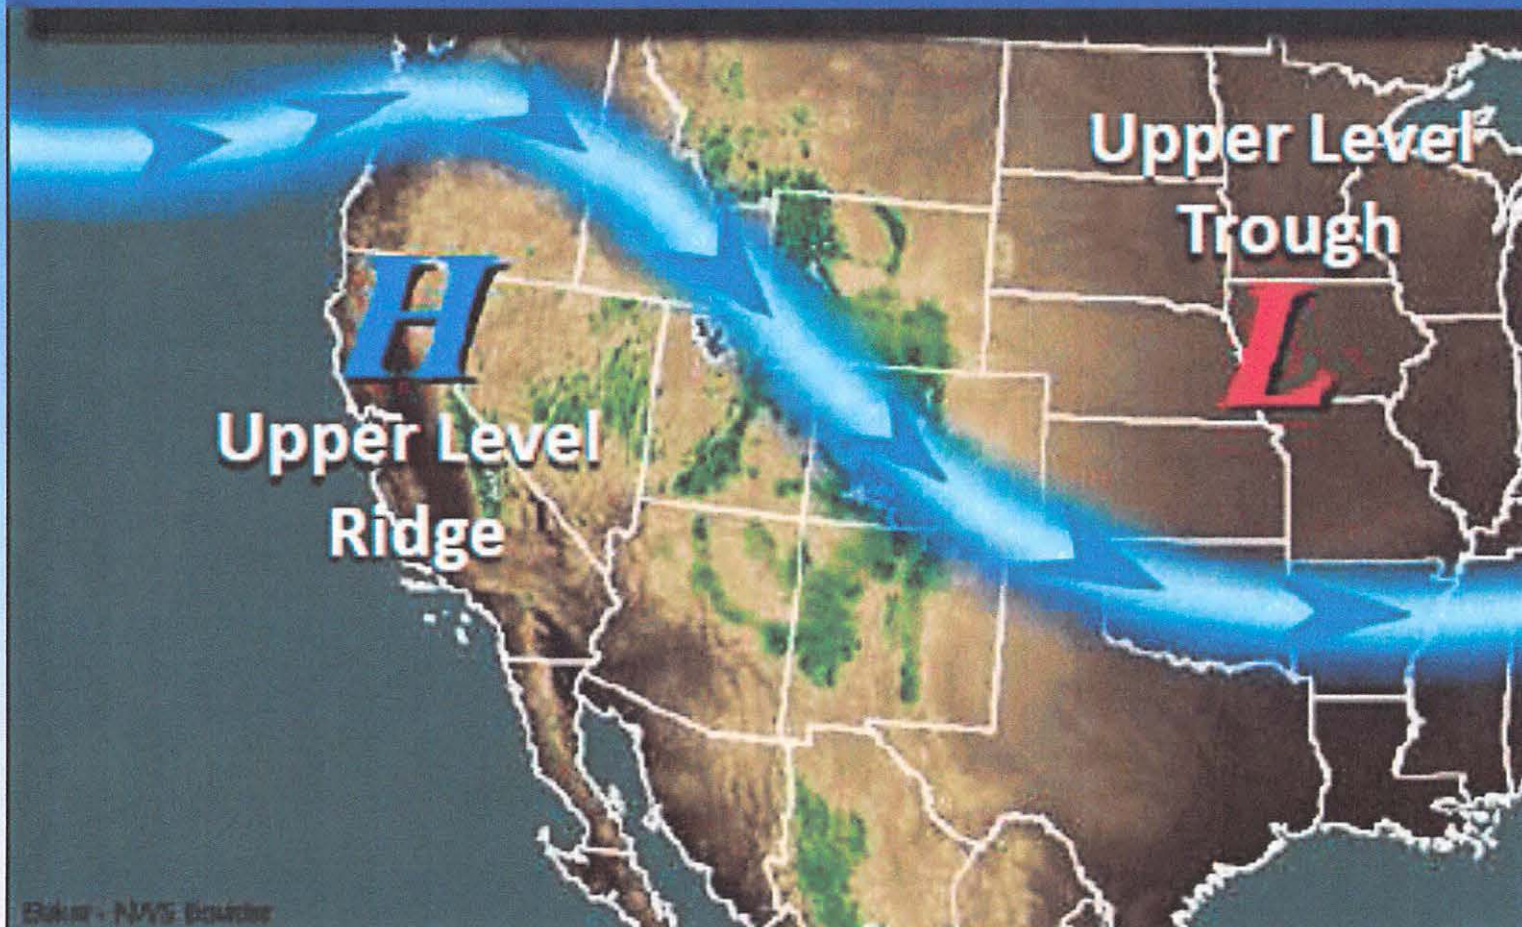 Upper Level
Trough
H
L
Upper Level
Ridge